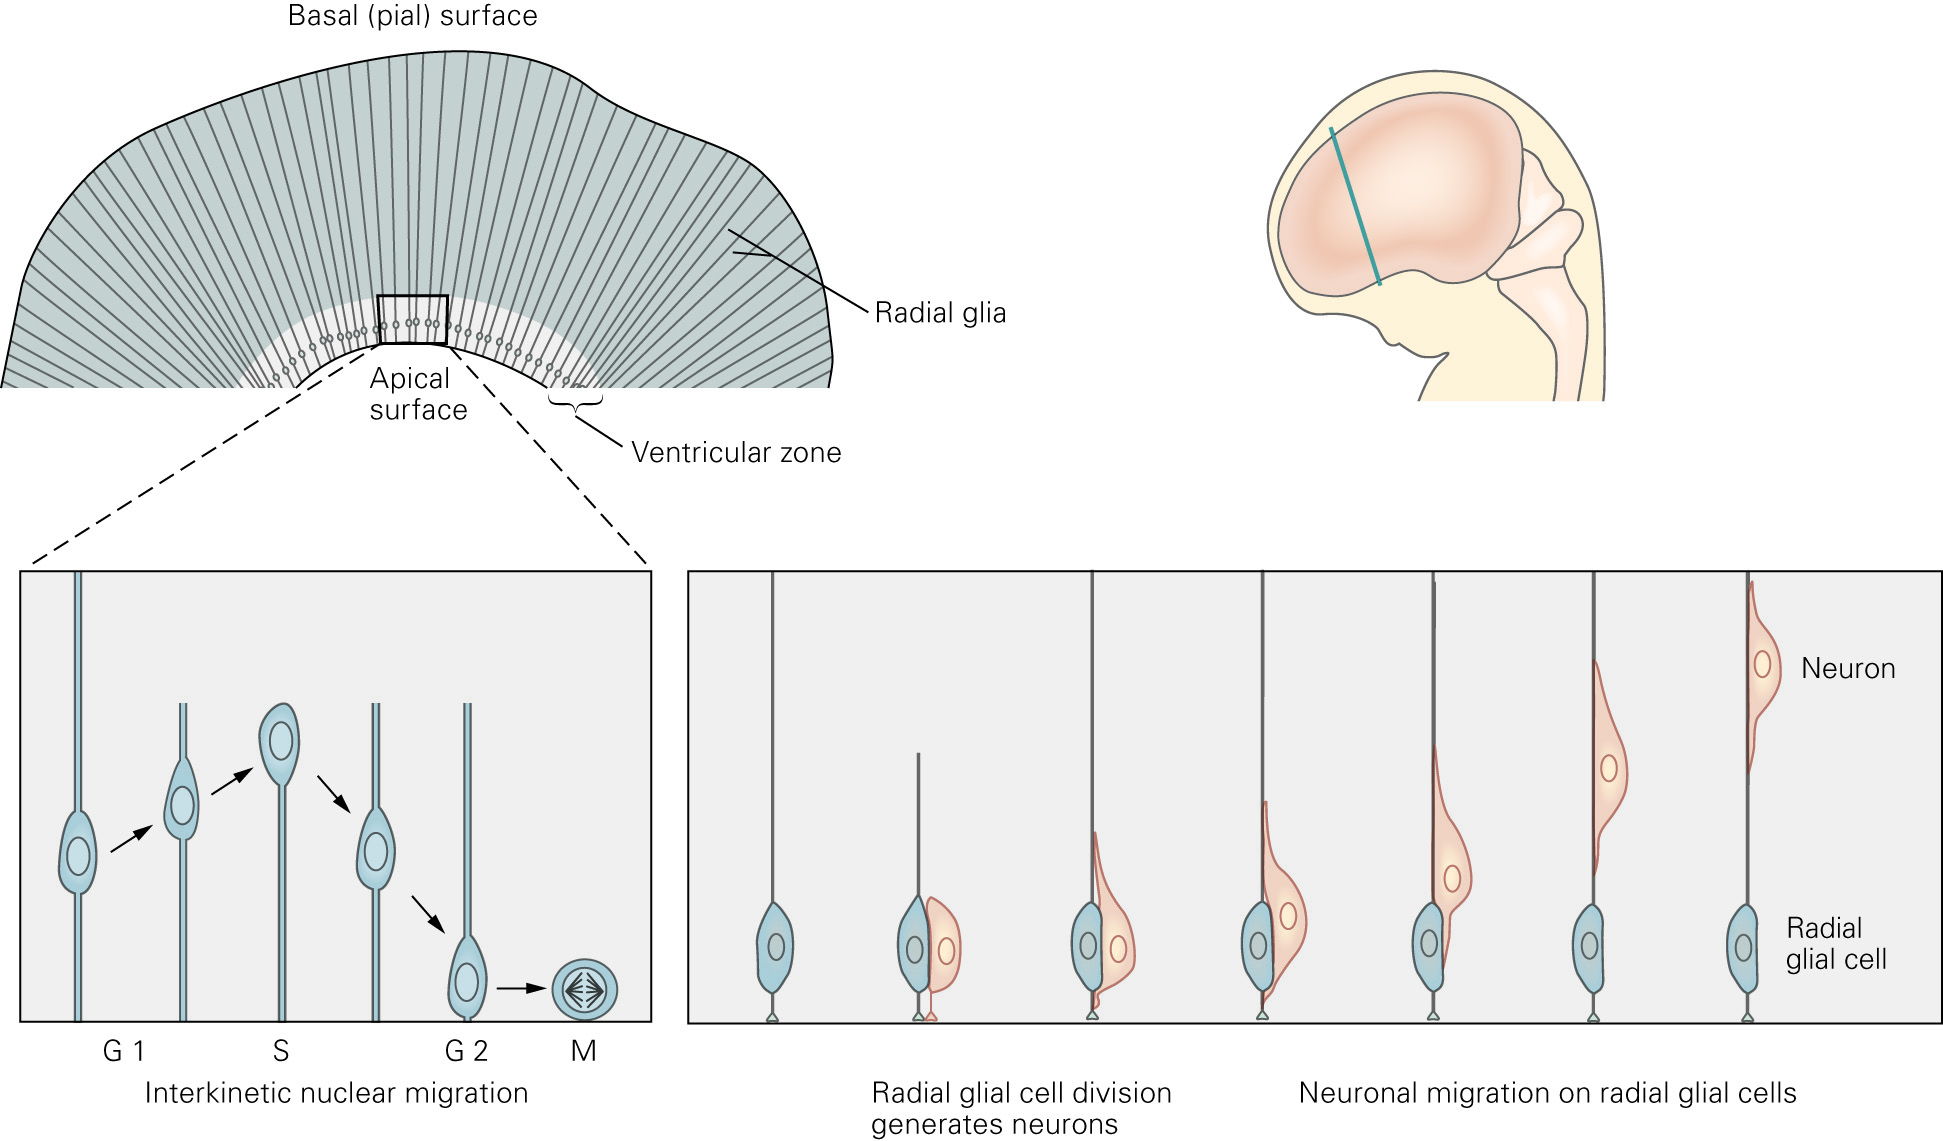 Basal (pial) surface
Radial glia
Apical
surface
Ventricular zone
Neuron
Radial
glial cell
G 1
S
G 2
M
Interkinetic nuclear migration
Radial glial cell division
generates neurons
Neuronal migration on radial glial cells